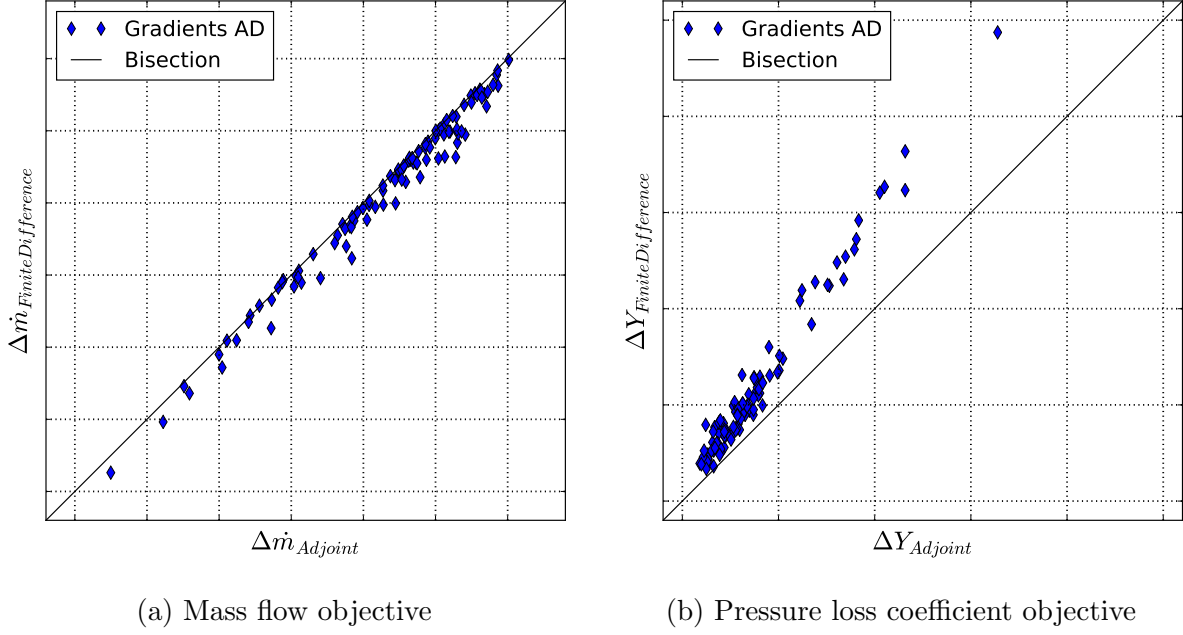 Gradients AD
Bisection
Δṁ_FiniteDifference
Δṁ_Adjoint
(a) Mass flow objective
Gradients AD
Bisection
ΔY_FiniteDifference
ΔY_Adjoint
(b) Pressure loss coefficient objective